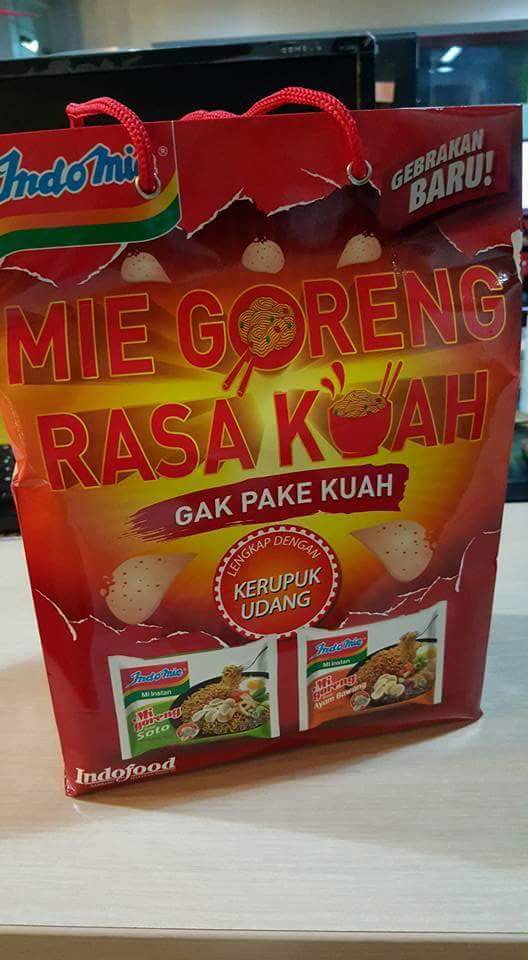 Indomie
GEBRAKAN
BARU!
MIE GORENG
RASA KUAH
GAK PAKE KUAH
LENGKAP DENGAN
KERUPUK
UDANG
Indomie
Mi Instan
Mi
goreng
Soto
Indomie
Mi Instan
Mi
goreng
Ayam Bawang
Indofood